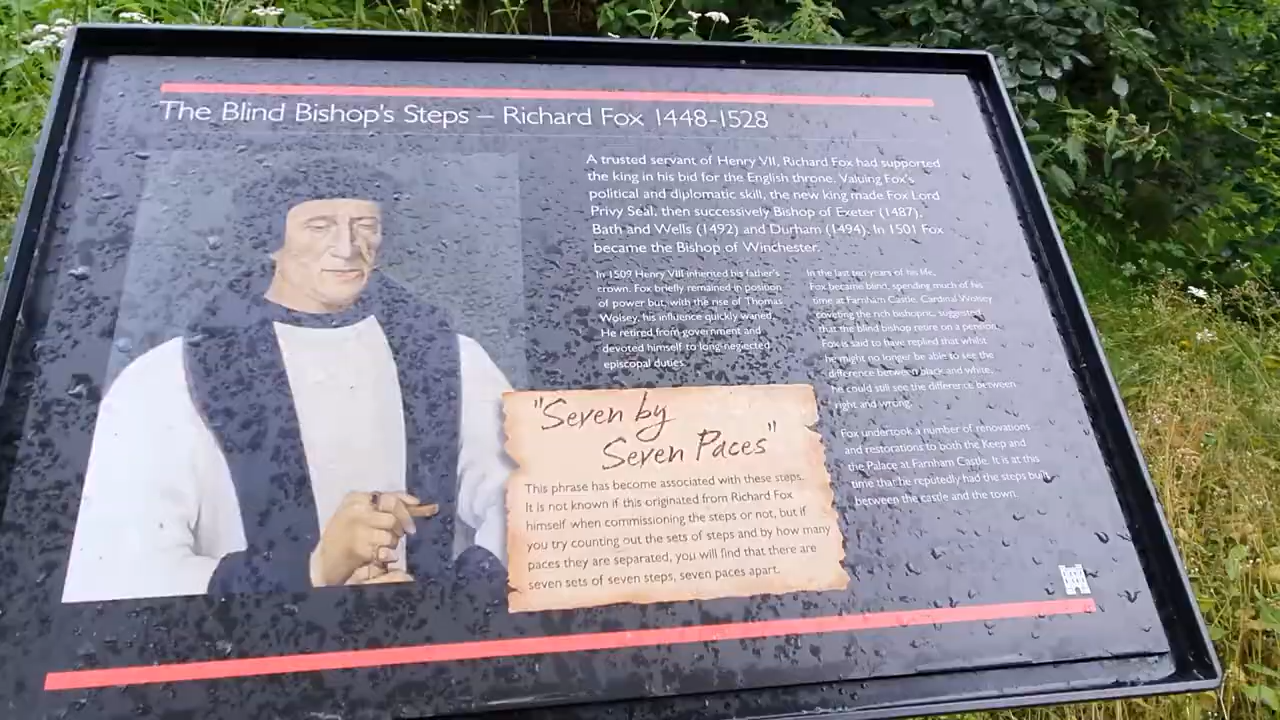 The Blind Bishop's Steps – Richard Fox 1448-1528
A trusted servant of Henry VII, Richard Fox had supported
the king in his bid for the English throne. Valuing Fox's
political and diplomatic skill, the new king made Fox Lord
Privy Seal, then successively Bishop of Exeter (1487),
Bath and Wells (1492) and Durham (1494). In 1501 Fox
became the Bishop of Winchester.
In 1509 Henry VIII inherited his father's
crown. Fox briefly remained in position
of power but, with the rise of Thomas
Wolsey, his influence quickly waned.
He retired from government and
devoted himself to long-neglected
episcopal duties.
In the last ten years of his life,
Fox became blind, spending much of his
time at Farnham Castle. Cardinal Wolsey
coveting the rich bishopric, suggested
that the blind bishop retire on a pension.
Fox is said to have replied that whilst
he might no longer be able to see the
difference between black and white,
he could still see the difference between
right and wrong.
Fox undertook a number of renovations
and restorations to both the Keep and
the Palace at Farnham Castle. It is at this
time that he reputedly had the steps built
between the castle and the town.
"Seven by
Seven Paces"
This phrase has become associated with these steps.
It is not known if this originated from Richard Fox
himself when commissioning the steps or not, but if
you try counting out the sets of steps and by how many
paces they are separated, you will find that there are
seven sets of seven steps, seven paces apart.